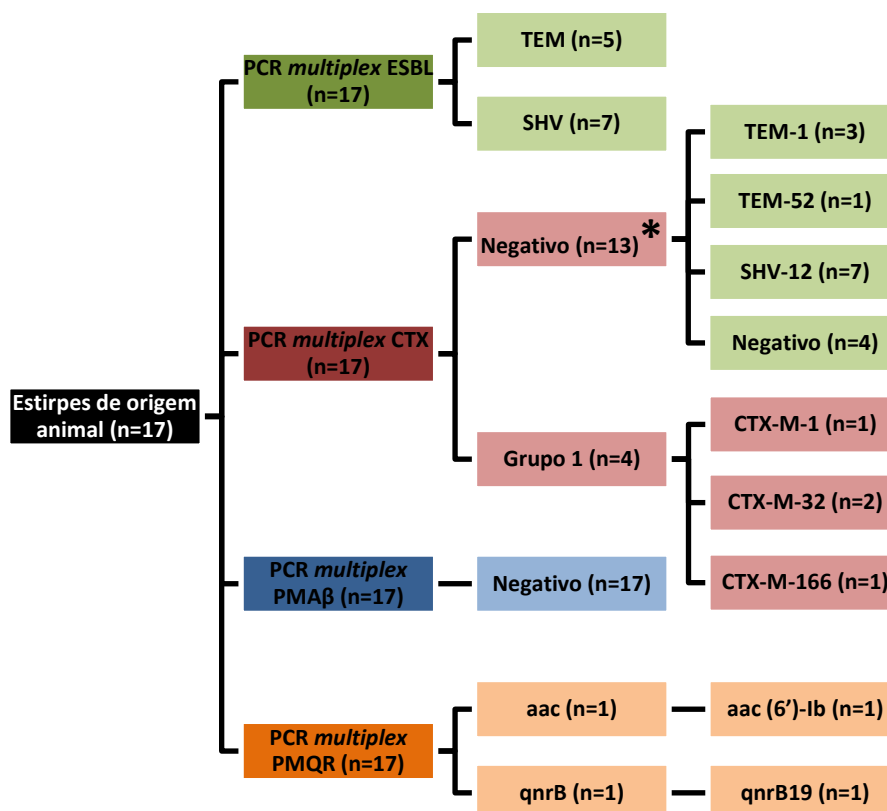 Estirpes de origem
animal (n=17)
PCR multiplex ESBL
(n=17)
TEM (n=5)
SHV (n=7)
PCR multiplex CTX
(n=17)
Negativo (n=13)*
TEM-1 (n=3)
TEM-52 (n=1)
SHV-12 (n=7)
Negativo (n=4)
Grupo 1 (n=4)
CTX-M-1 (n=1)
CTX-M-32 (n=2)
CTX-M-166 (n=1)
PCR multiplex
PMAβ (n=17)
Negativo (n=17)
PCR multiplex
PMQR (n=17)
aac (n=1)
aac (6’)-Ib (n=1)
qnrB (n=1)
qnrB19 (n=1)